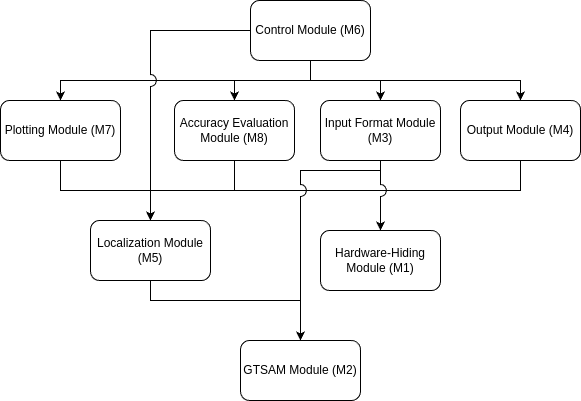 Control Module (M6)
Plotting Module (M7)
Accuracy Evaluation
Module (M8)
Input Format Module
(M3)
Output Module (M4)
Localization Module
(M5)
Hardware-Hiding
Module (M1)
GTSAM Module (M2)